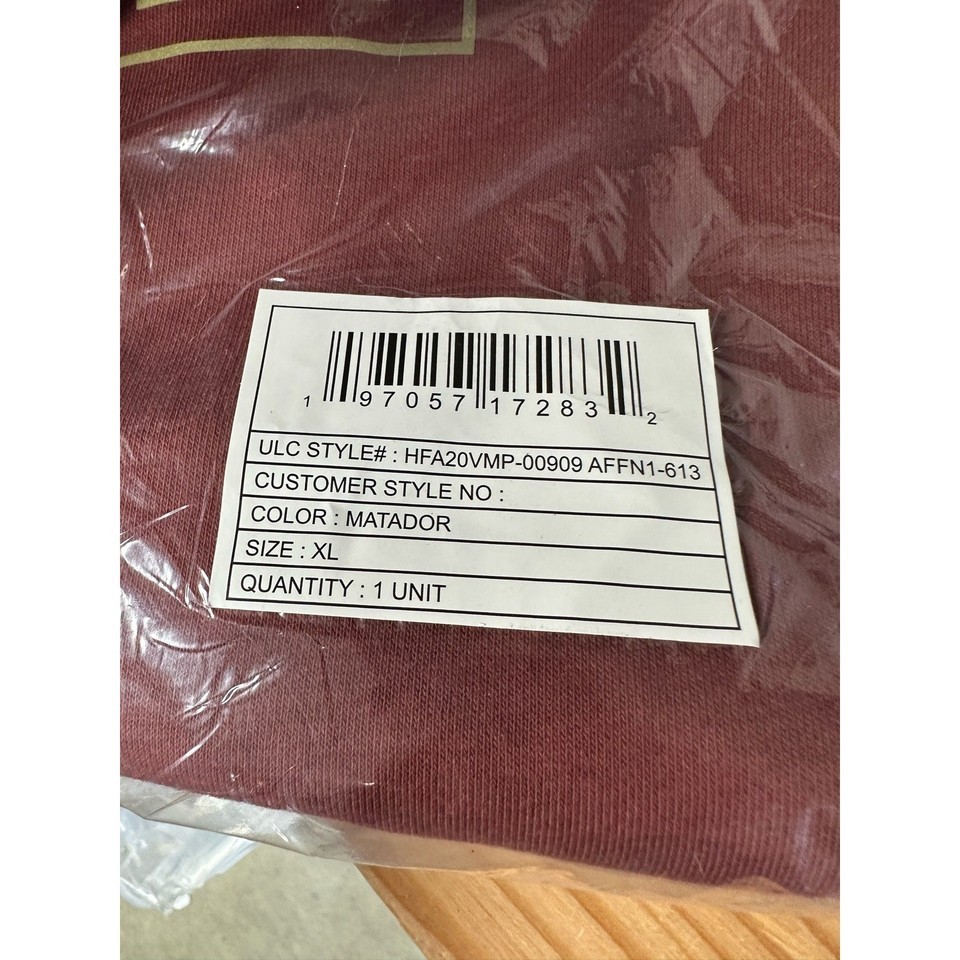 1 97057 17283 2
ULC STYLE# : HFA20VMP-00909 AFFN1-613
CUSTOMER STYLE NO :
COLOR : MATADOR
SIZE : XL
QUANTITY : 1 UNIT